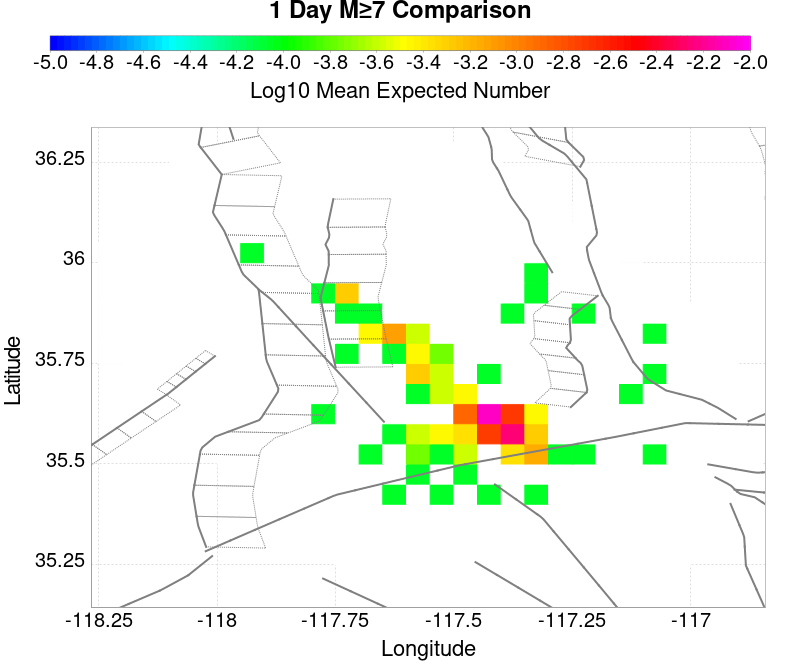 1 Day M≥7 Comparison
-5.0 -4.8 -4.6 -4.4 -4.2 -4.0 -3.8 -3.6 -3.4 -3.2 -3.0 -2.8 -2.6 -2.4 -2.2 -2.0
Log10 Mean Expected Number
36.25
36
35.75
35.5
35.25
Latitude
-118.25 -118 -117.75 -117.5 -117.25 -117
Longitude